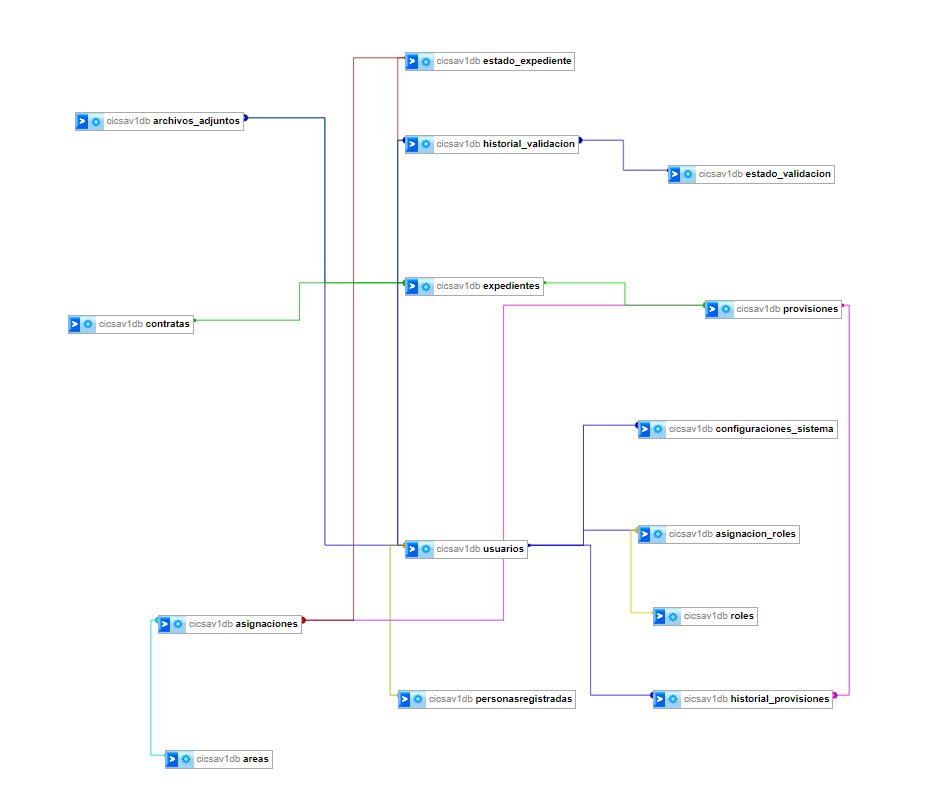 cicsav1db estado_expediente
cicsav1db archivos_adjuntos
cicsav1db historial_validacion
cicsav1db estado_validacion
cicsav1db expedientes
cicsav1db provisiones
cicsav1db contratas
cicsav1db configuraciones_sistema
cicsav1db asignacion_roles
cicsav1db usuarios
cicsav1db roles
cicsav1db asignaciones
cicsav1db personasregistradas
cicsav1db historial_provisiones
cicsav1db areas